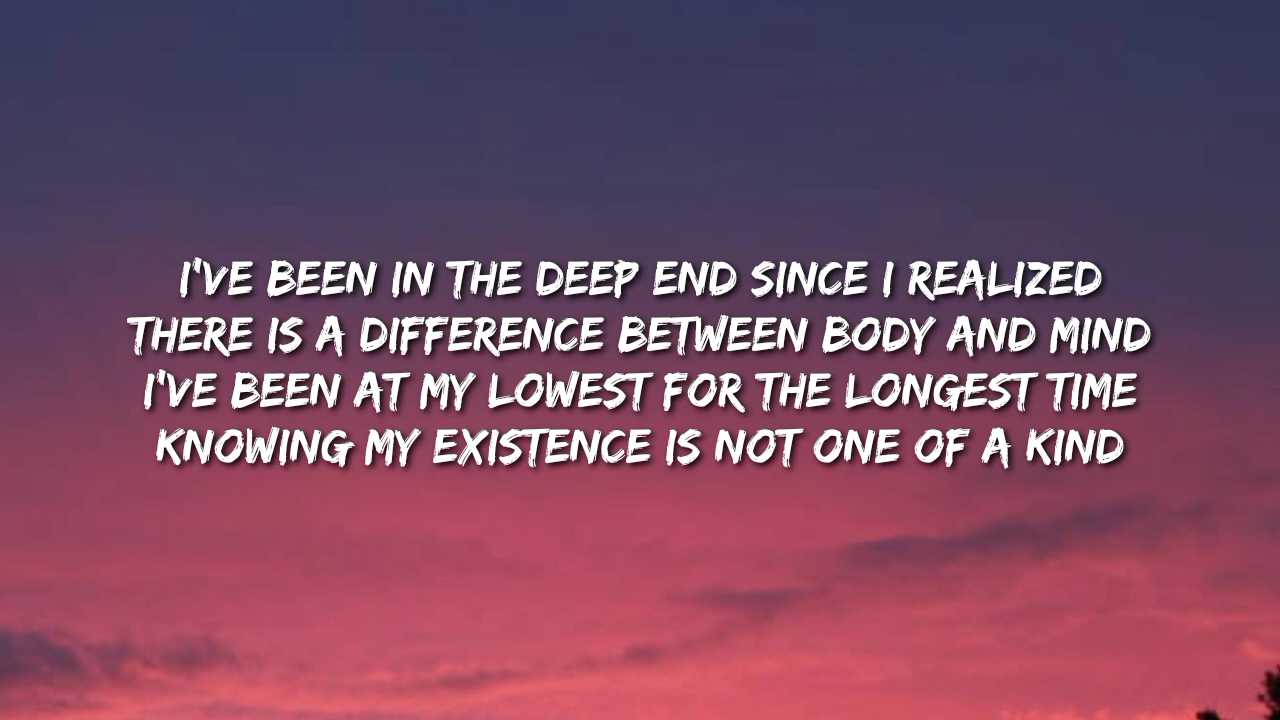 I'VE BEEN IN THE DEEP END SINCE I REALIZED
THERE IS A DIFFERENCE BETWEEN BODY AND MIND
I'VE BEEN AT MY LOWEST FOR THE LONGEST TIME
KNOWING MY EXISTENCE IS NOT ONE OF A KIND